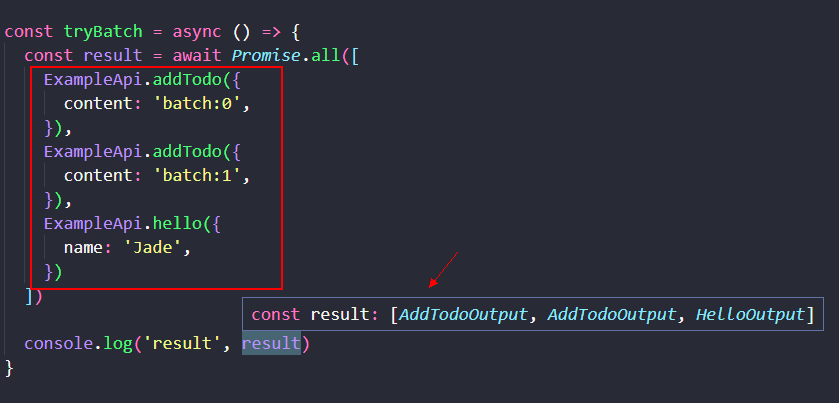 const tryBatch = async () => {
  const result = await Promise.all([
    ExampleApi.addTodo({
      content: 'batch:0',
    }),
    ExampleApi.addTodo({
      content: 'batch:1',
    }),
    ExampleApi.hello({
      name: 'Jade',
    })
  ])
const result: [AddTodoOutput, AddTodoOutput, HelloOutput]
  console.log('result', result)
}